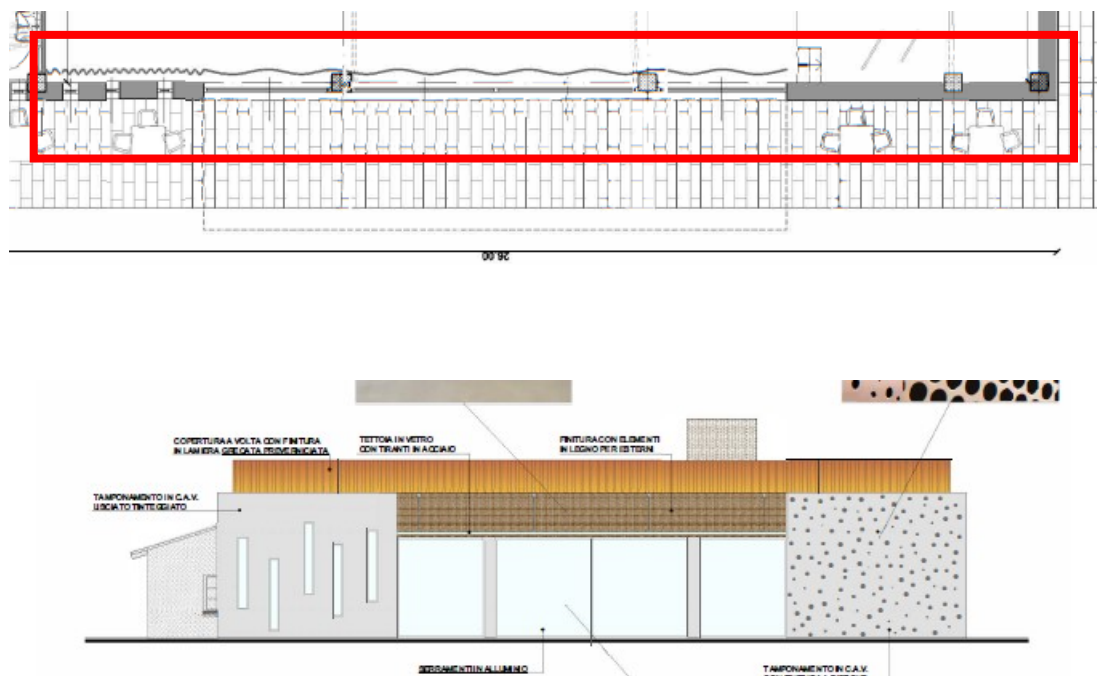 26.00
COPERTURA A VOLTA CON FINITURA
IN LAMIERA GRECATA PREVERNICIATA
TETTOIA IN VETRO
CON TIRANTI IN ACCIAIO
FINITURA CON ELEMENTI
IN LEGNO PER ESTERNI
TAMPONAMENTO IN C.A.V.
LISCIATO TINTEGGIATO
SERRAMENTI IN ALLUMINIO
TAMPONAMENTO IN C.A.V.